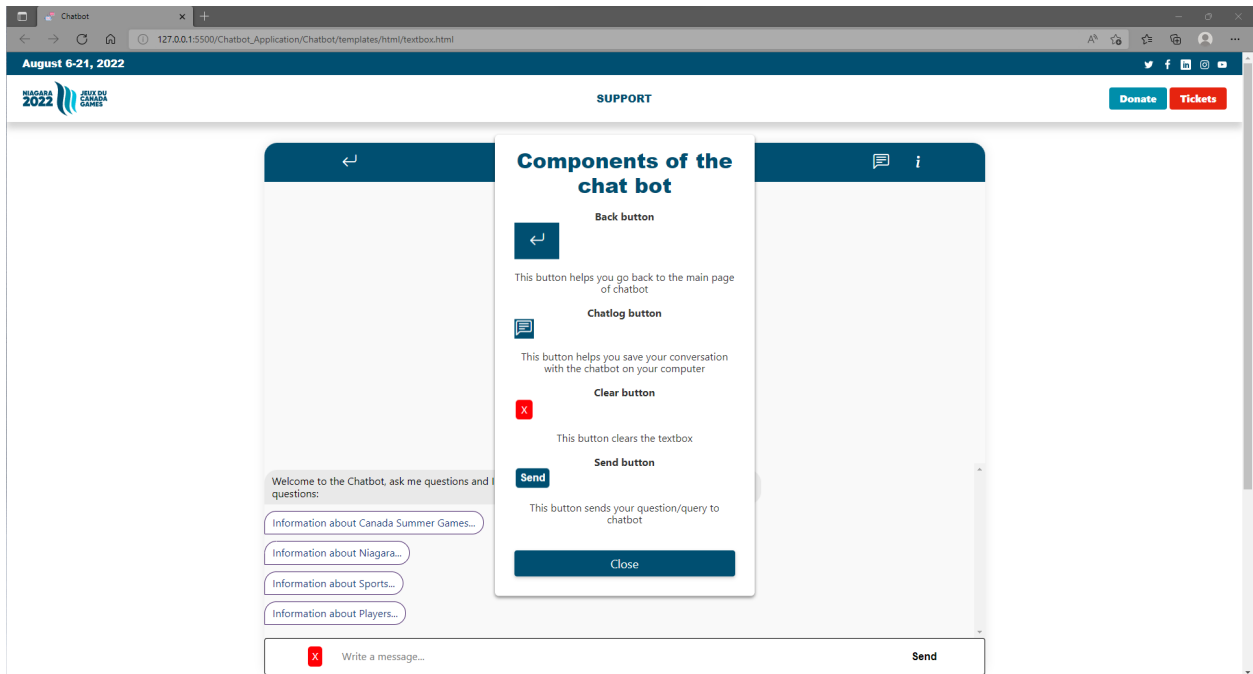 Chatbot
127.0.0.1:5500/Chatbot_Application/Chatbot/templates/html/textbox.html
August 6-21, 2022
NIAGARA 2022 JEUX DU CANADA GAMES
SUPPORT
Donate
Tickets
Components of the
chat bot
Back button
This button helps you go back to the main page
of chatbot
Chatlog button
This button helps you save your conversation
with the chatbot on your computer
Clear button
X
This button clears the textbox
Send button
Send
This button sends your question/query to
chatbot
Close
Welcome to the Chatbot, ask me questions and
questions:
Information about Canada Summer Games...
Information about Niagara...
Information about Sports...
Information about Players...
X Write a message... Send